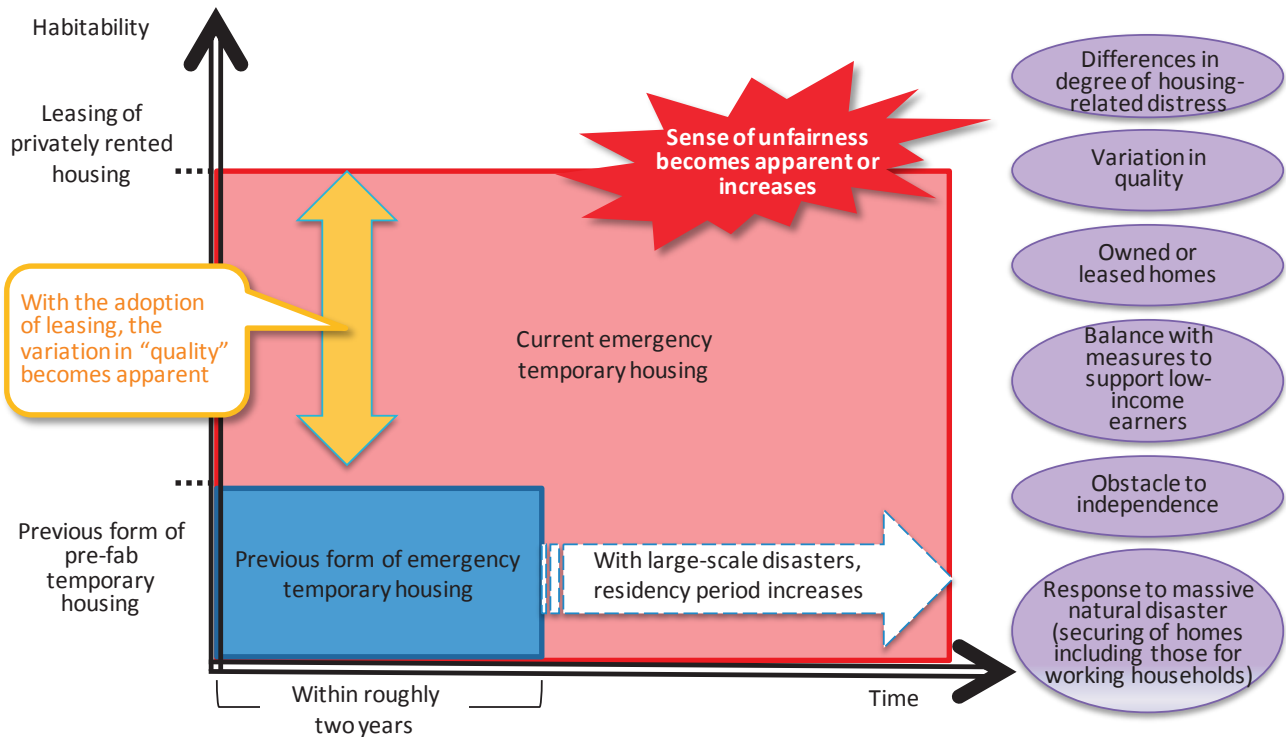 Habitability
Leasing of
privately rented
housing
Sense of unfairness
becomes apparent or
increases
With the adoption
of leasing, the
variation in “quality”
becomes apparent
Current emergency
temporary housing
Previous form of
pre-fab
temporary
housing
Previous form of emergency
temporary housing
With large-scale disasters,
residency period increases
Within roughly
two years
Time
Differences in
degree of housing-
related distress
Variation in
quality
Owned or
leased homes
Balance with
measures to
support low-
income
earners
Obstacle to
independence
Response to massive
natural disaster
(securing of homes
including those for
working households)